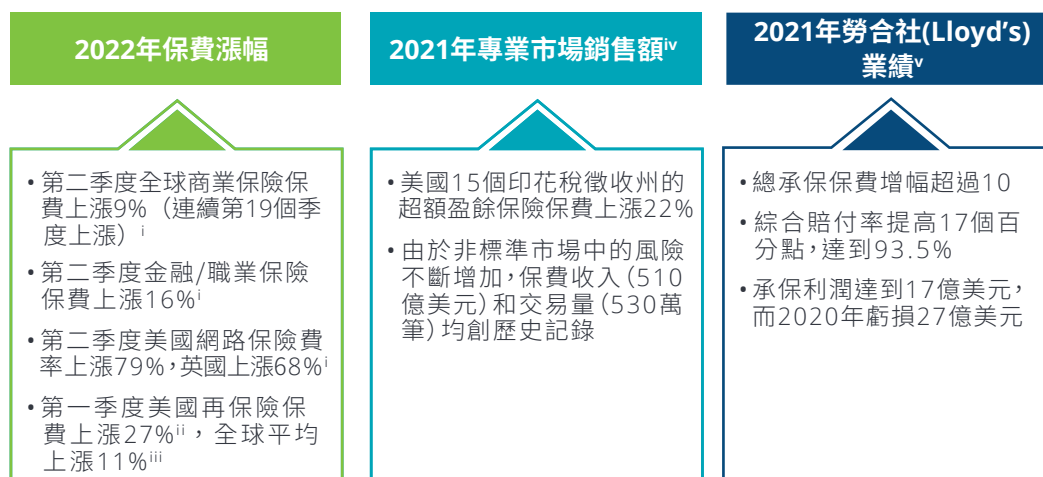 2022年保費漲幅
• 第二季度全球商業保險保
費上漲9%（連續第19個季
度上漲）ⁱ
• 第二季度金融/職業保險
保費上漲16%ⁱ
• 第二季度美國網路保險費
率上漲79%，英國上漲68%ⁱ
• 第一季度美國再保險保
費上漲27%ⁱⁱ，全球平均
上漲11%ⁱⁱⁱ
2021年專業市場銷售額ⁱᵛ
• 美國15個印花稅徵收州的
超額盈餘保險保費上漲22%
• 由於非標準市場中的風險
不斷增加，保費收入（510
億美元）和交易量（530萬
筆）均創歷史記錄
2021年勞合社(Lloyd’s)
業績ᵛ
• 總承保保費增幅超過10
• 綜合賠付率提高17個百
分點，達到93.5%
• 承保利潤達到17億美元，
而2020年虧損27億美元